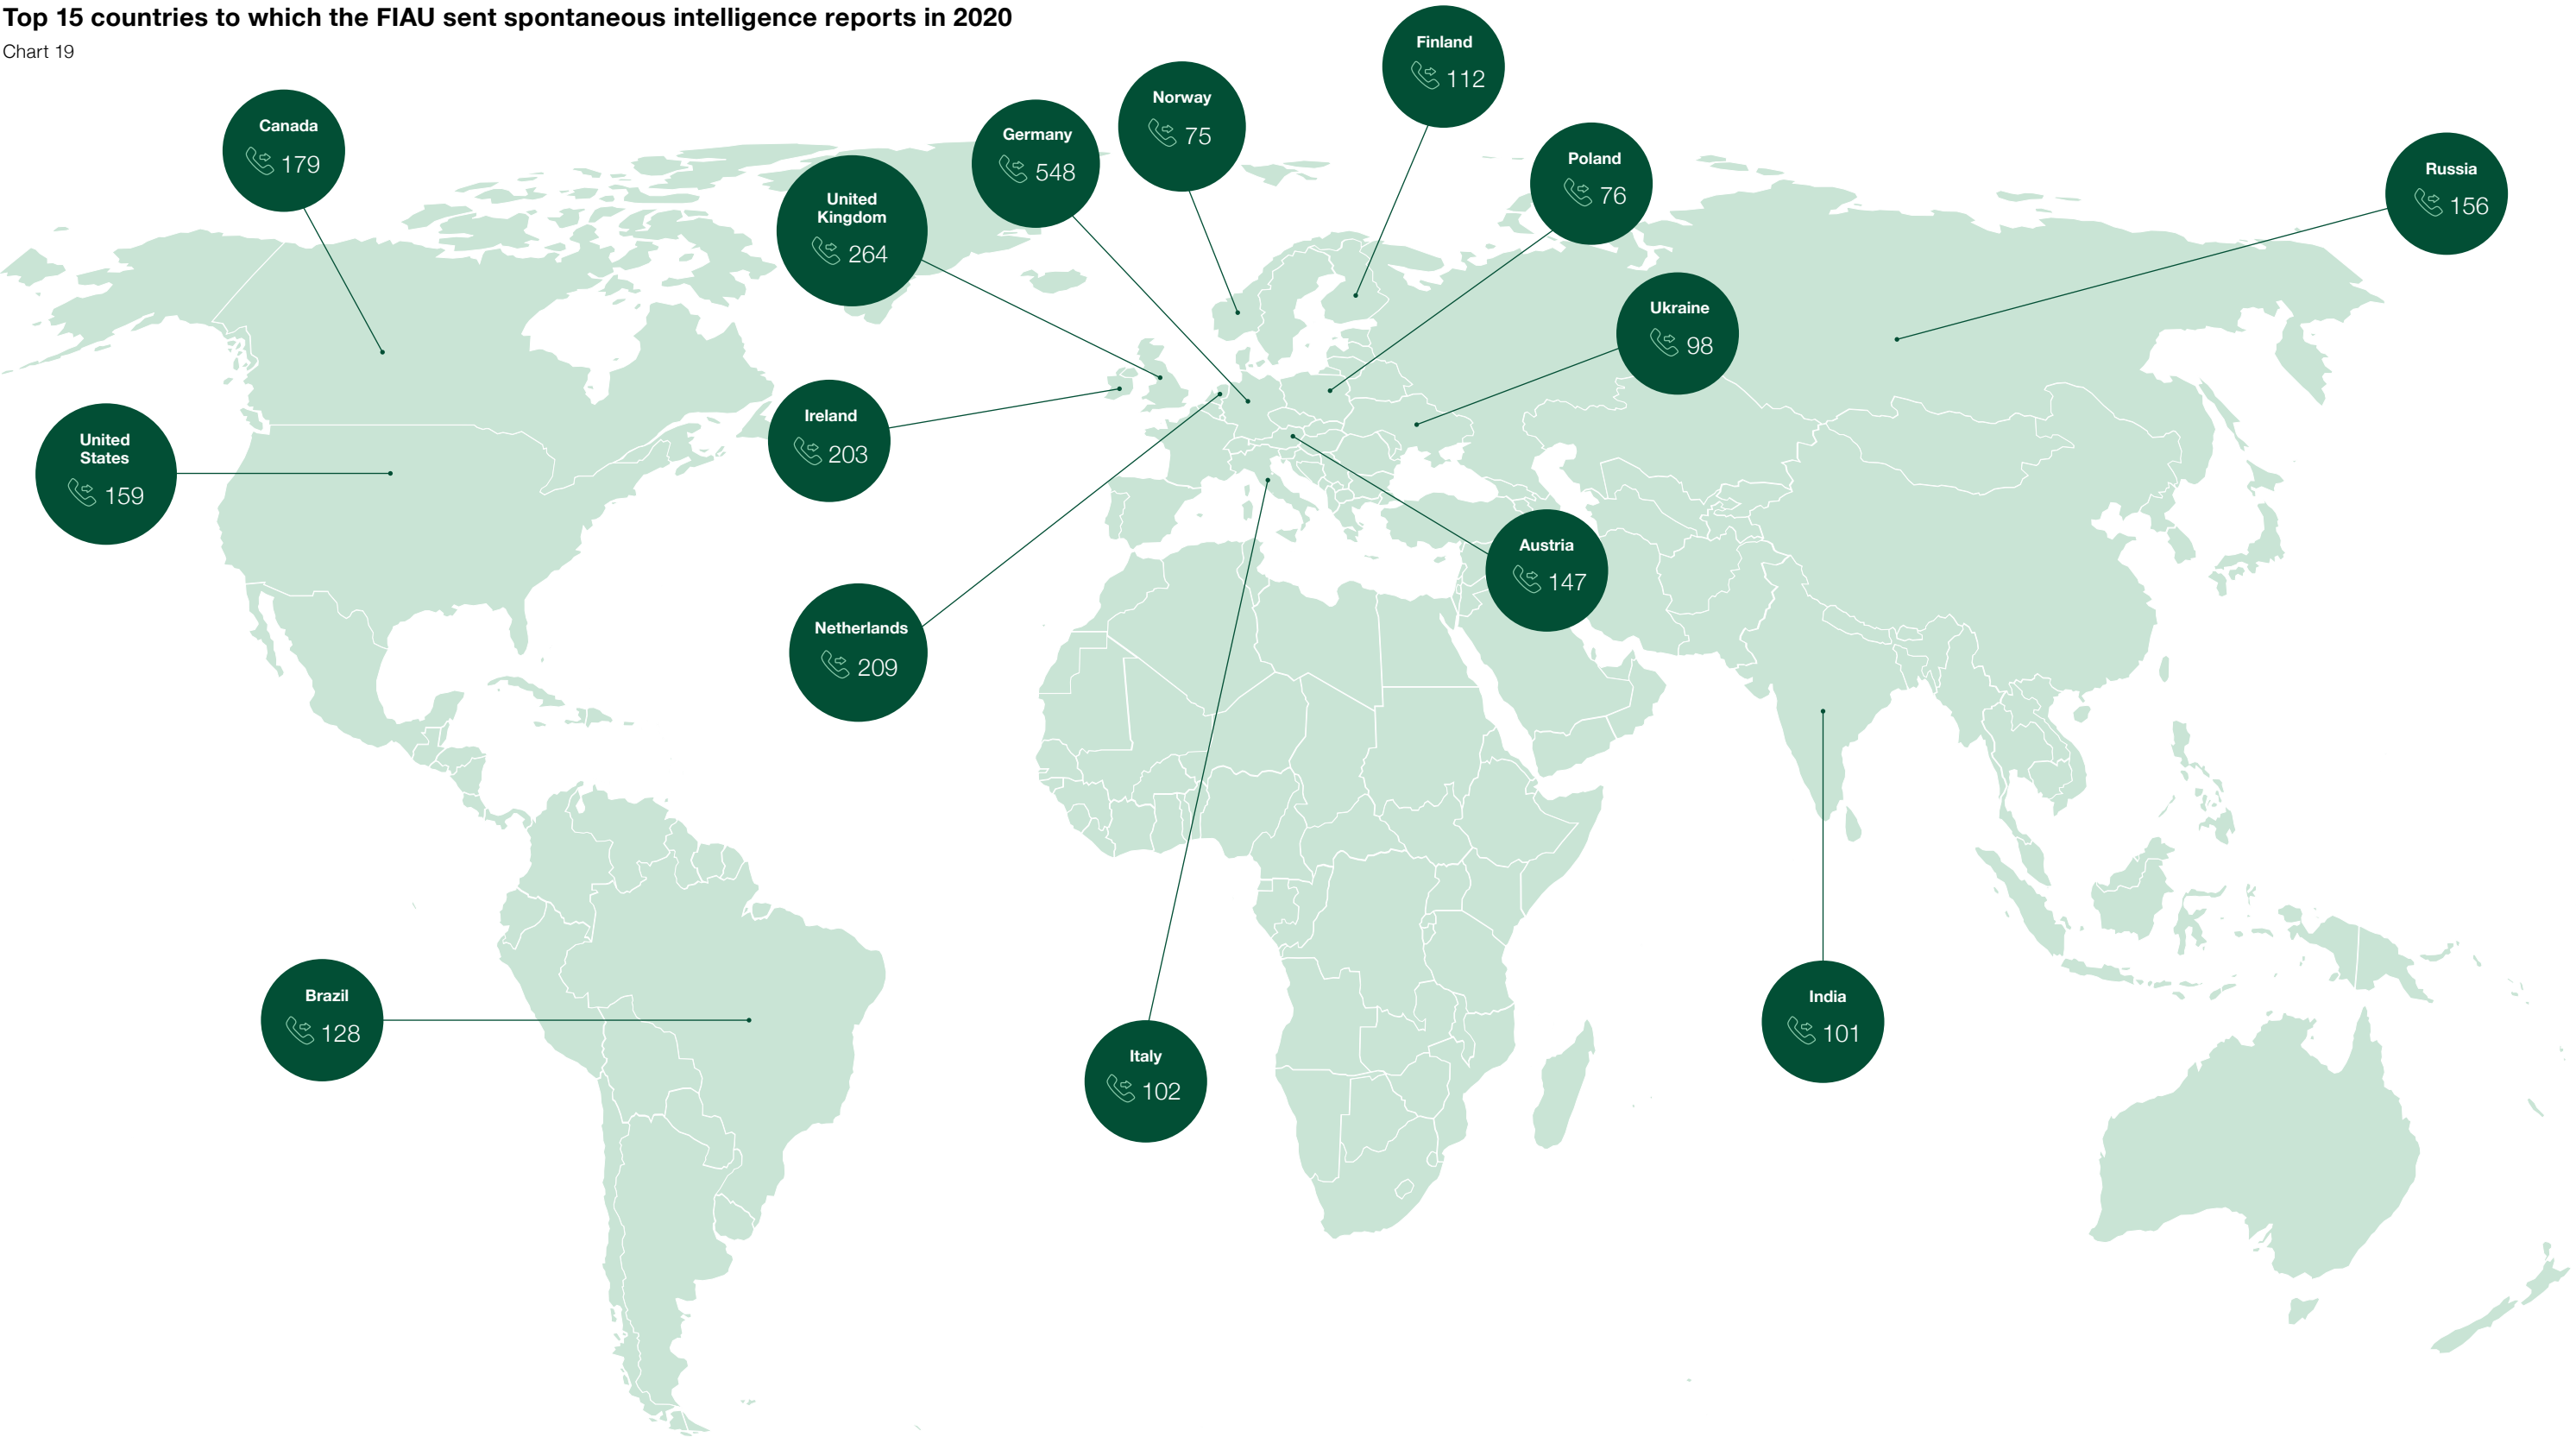 Top 15 countries to which the FIAU sent spontaneous intelligence reports in 2020
Chart 19
Finland
112
Norway
75
Canada
179
Germany
548
Poland
76
Russia
156
United
Kingdom
264
Ukraine
98
Ireland
203
United
States
159
Austria
147
Netherlands
209
Brazil
128
India
101
Italy
102